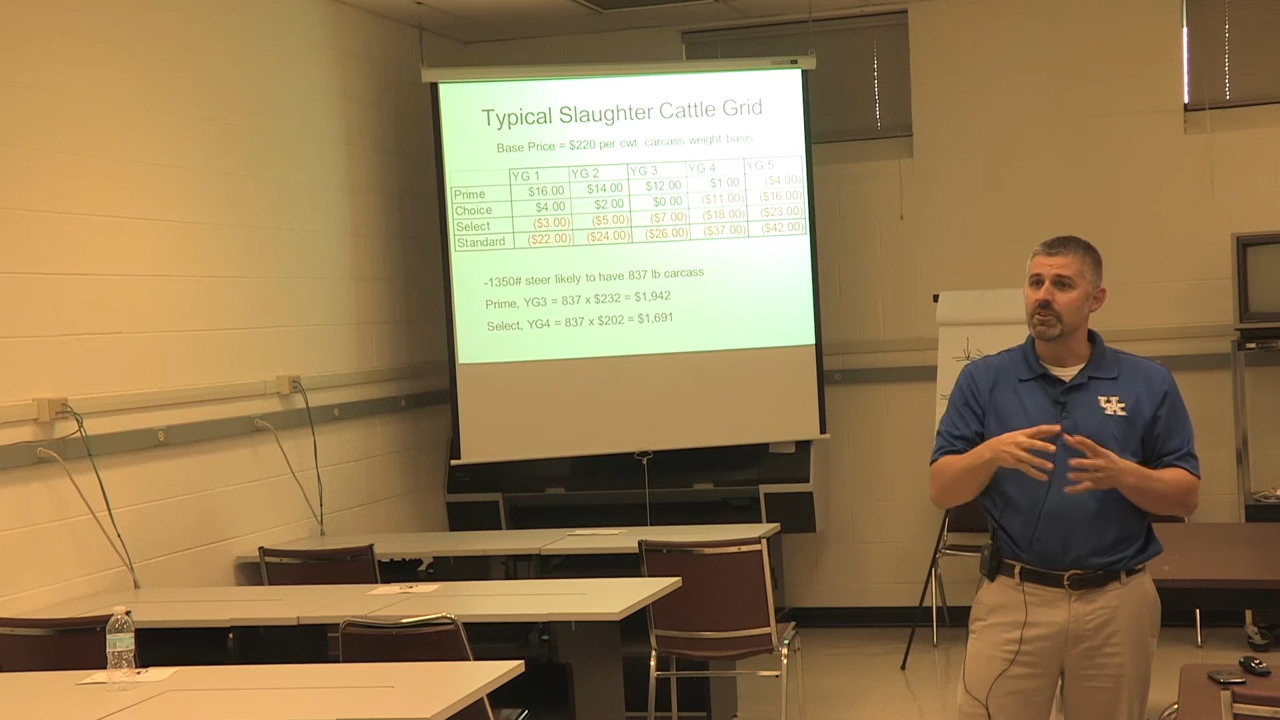 Typical Slaughter Cattle Grid
Base Price = $220 per cwt. carcass weight basis
YG 1 YG 2 YG 3 YG 4 YG 5
Prime $16.00 $14.00 $12.00 $1.00 ($4.00)
Choice $4.00 $2.00 $0.00 ($11.00) ($16.00)
Select ($3.00) ($5.00) ($7.00) ($18.00) ($23.00)
Standard ($22.00) ($24.00) ($26.00) ($37.00) ($42.00)
-1350# steer likely to have 837 lb carcass
Prime, YG3 = 837 x $232 = $1,942
Select, YG4 = 837 x $202 = $1,691
UK